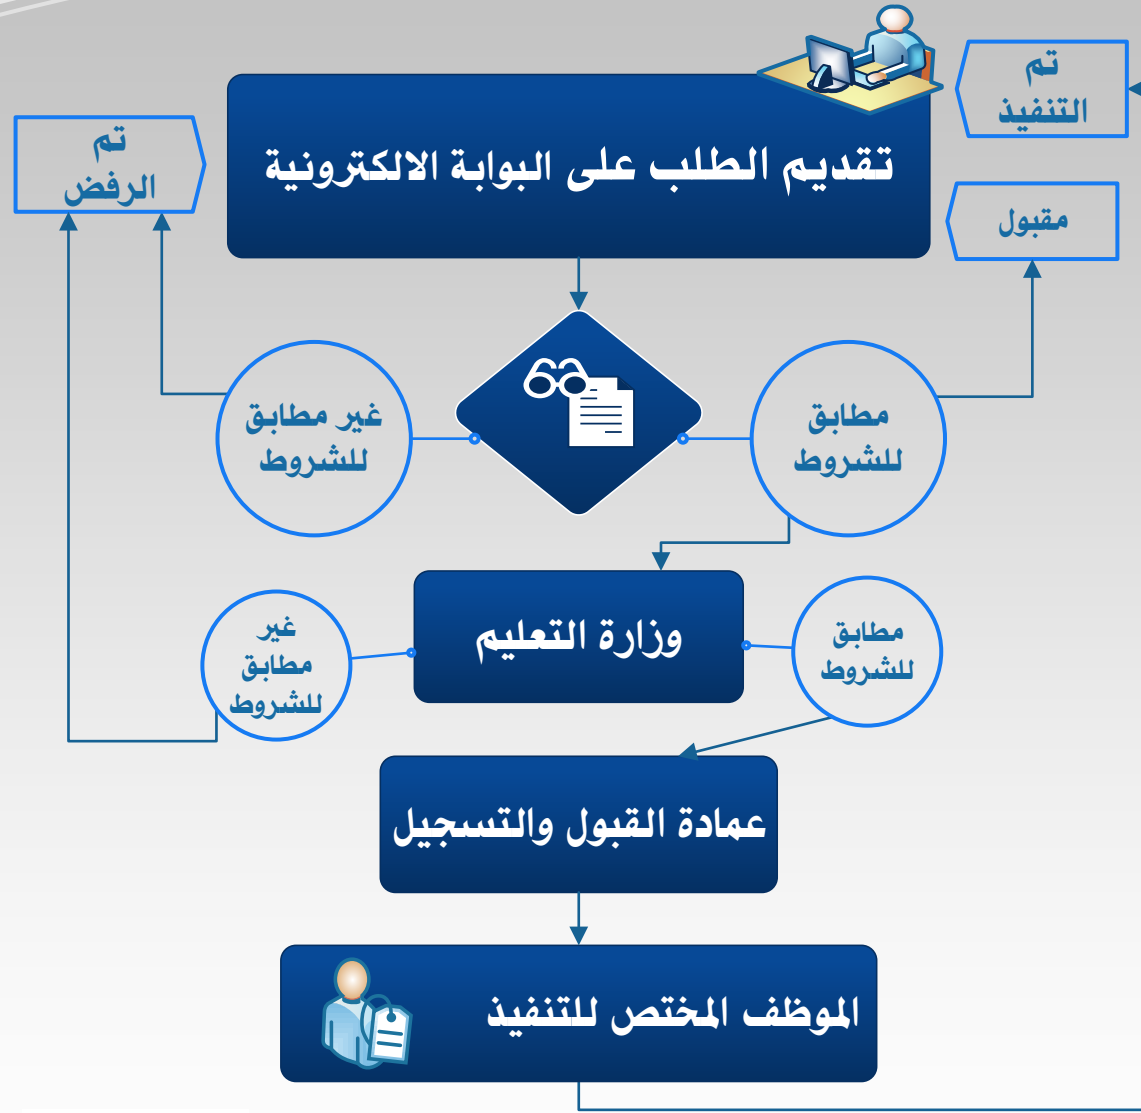 تم
التنفيذ
تقديم الطلب على البوابة الالكترونية
تم
الرفض
مقبول
مطابق
للشروط
غير مطابق
للشروط
وزارة التعليم
مطابق
للشروط
غير
مطابق
للشروط
عمادة القبول والتسجيل
الموظف المختص للتنفيذ